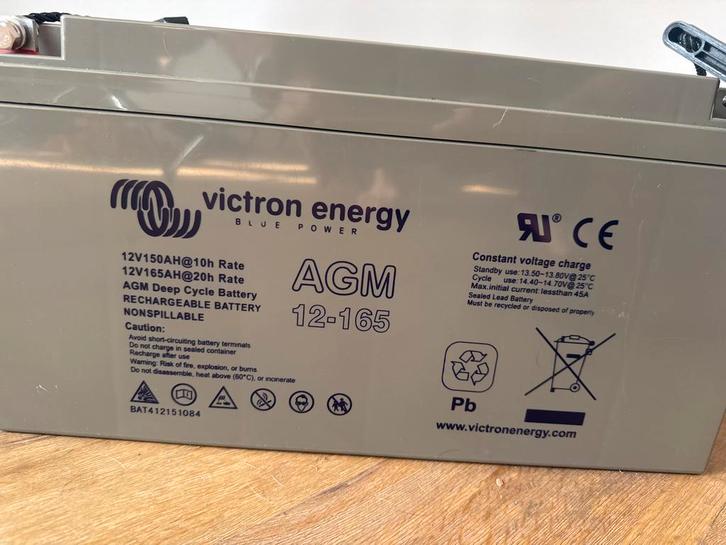 victron energy
BLUE POWER
12V150AH@10h Rate
12V165AH@20h Rate
AGM Deep Cycle Battery
RECHARGEABLE BATTERY
NONSPILLABLE
Caution:
Avoid short-circuiting battery terminals
Do not charge in sealed container
Recharge after use
Warning: Risk of fire, explosion, or burns
Do not disassemble, heat above (60°C), or incinerate
BAT412151084
AGM
12-165
RU® CE
Constant voltage charge
Standby use:13.50-13.80V@25°C
Cycle use:14.40-14.70V@25°C
Max.initial current:lessthan 45A
Sealed Lead Battery
Must be recycled or disposed of properly
Pb
www.victronenergy.com